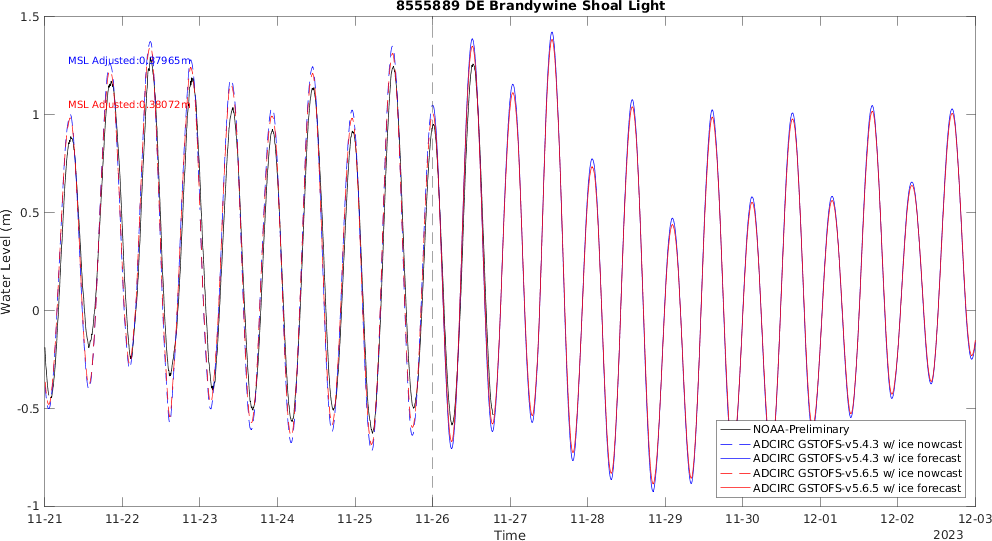 8555889 DE Brandywine Shoal Light
1.5
MSL Adjusted:0.37965m
MSL Adjusted:0.38072m
1
0.5
0
-0.5
-1
Water Level (m)
NOAA-Preliminary
ADCIRC GSTOFS-v5.4.3 w/ ice nowcast
ADCIRC GSTOFS-v5.4.3 w/ ice forecast
ADCIRC GSTOFS-v5.6.5 w/ ice nowcast
ADCIRC GSTOFS-v5.6.5 w/ ice forecast
11-21 11-22 11-23 11-24 11-25 11-26 11-27 11-28 11-29 11-30 12-01 12-02 12-03
Time
2023